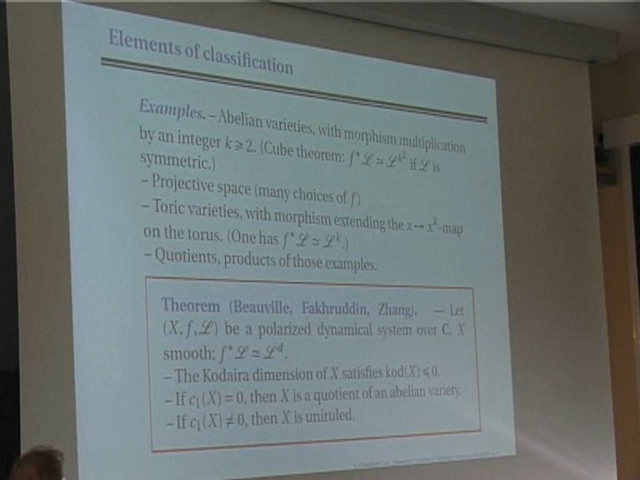 Elements of classification
Examples. – Abelian varieties, with morphism multiplication
by an integer k ⩾ 2. (Cube theorem: f*ℒ ≃ ℒ^{k²} if ℒ is
symmetric.)
– Projective space (many choices of f)
– Toric varieties, with morphism extending the x ↦ x^k-map
on the torus. (One has f*ℒ ≃ ℒ^k.)
– Quotients, products of those examples.
Theorem (Beauville, Fakhruddin, Zhang). — Let
(X, f, ℒ) be a polarized dynamical system over C, X
smooth; f*ℒ ≃ ℒ^d.
– The Kodaira dimension of X satisfies kod(X) ⩽ 0.
– If c₁(X) = 0, then X is a quotient of an abelian variety.
– If c₁(X) ≠ 0, then X is uniruled.